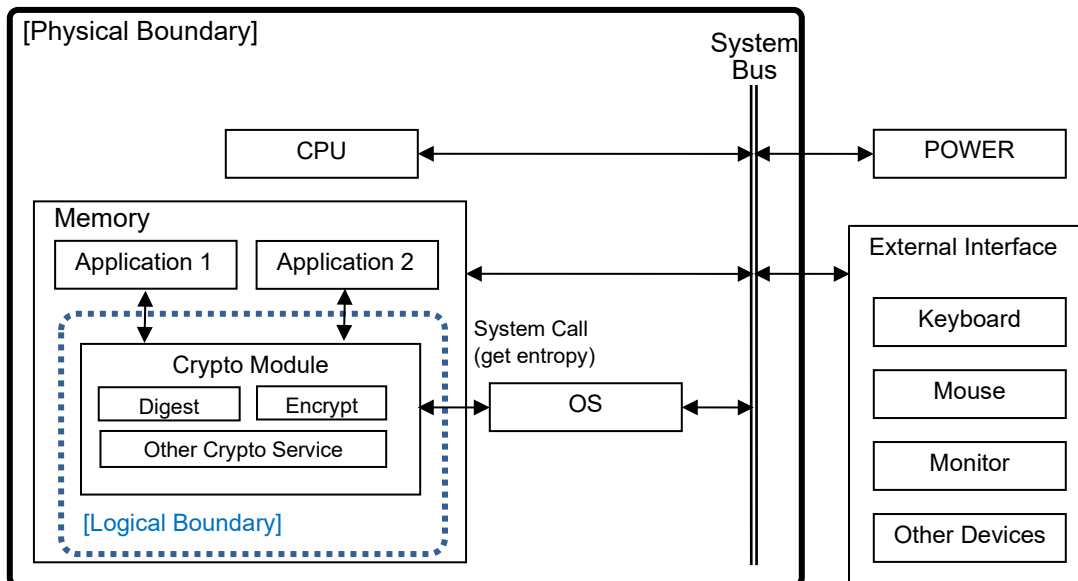 [Physical Boundary]
System
Bus
CPU
POWER
Memory
Application 1
Application 2
External Interface
System Call
(get entropy)
Keyboard
Crypto Module
Digest
Encrypt
OS
Mouse
Other Crypto Service
Monitor
[Logical Boundary]
Other Devices